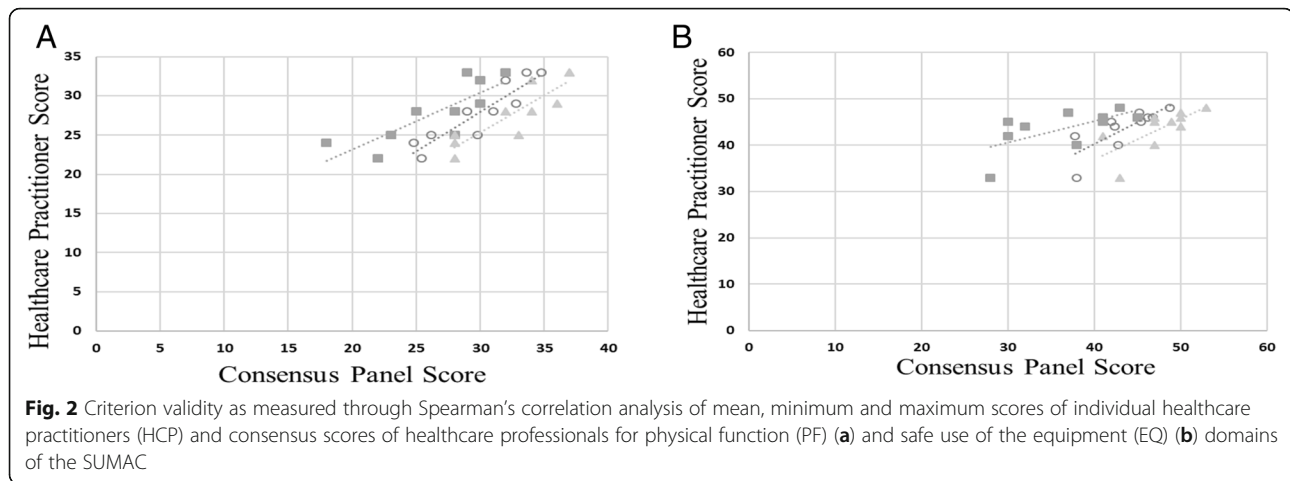 A
Healthcare Practitioner Score
35
30
25
20
15
10
5
0
0 5 10 15 20 25 30 35 40
Consensus Panel Score
B
Healthcare Practitioner Score
60
50
40
30
20
10
0
0 10 20 30 40 50 60
Consensus Panel Score
Fig. 2 Criterion validity as measured through Spearman's correlation analysis of mean, minimum and maximum scores of individual healthcare
practitioners (HCP) and consensus scores of healthcare professionals for physical function (PF) (a) and safe use of the equipment (EQ) (b) domains
of the SUMAC